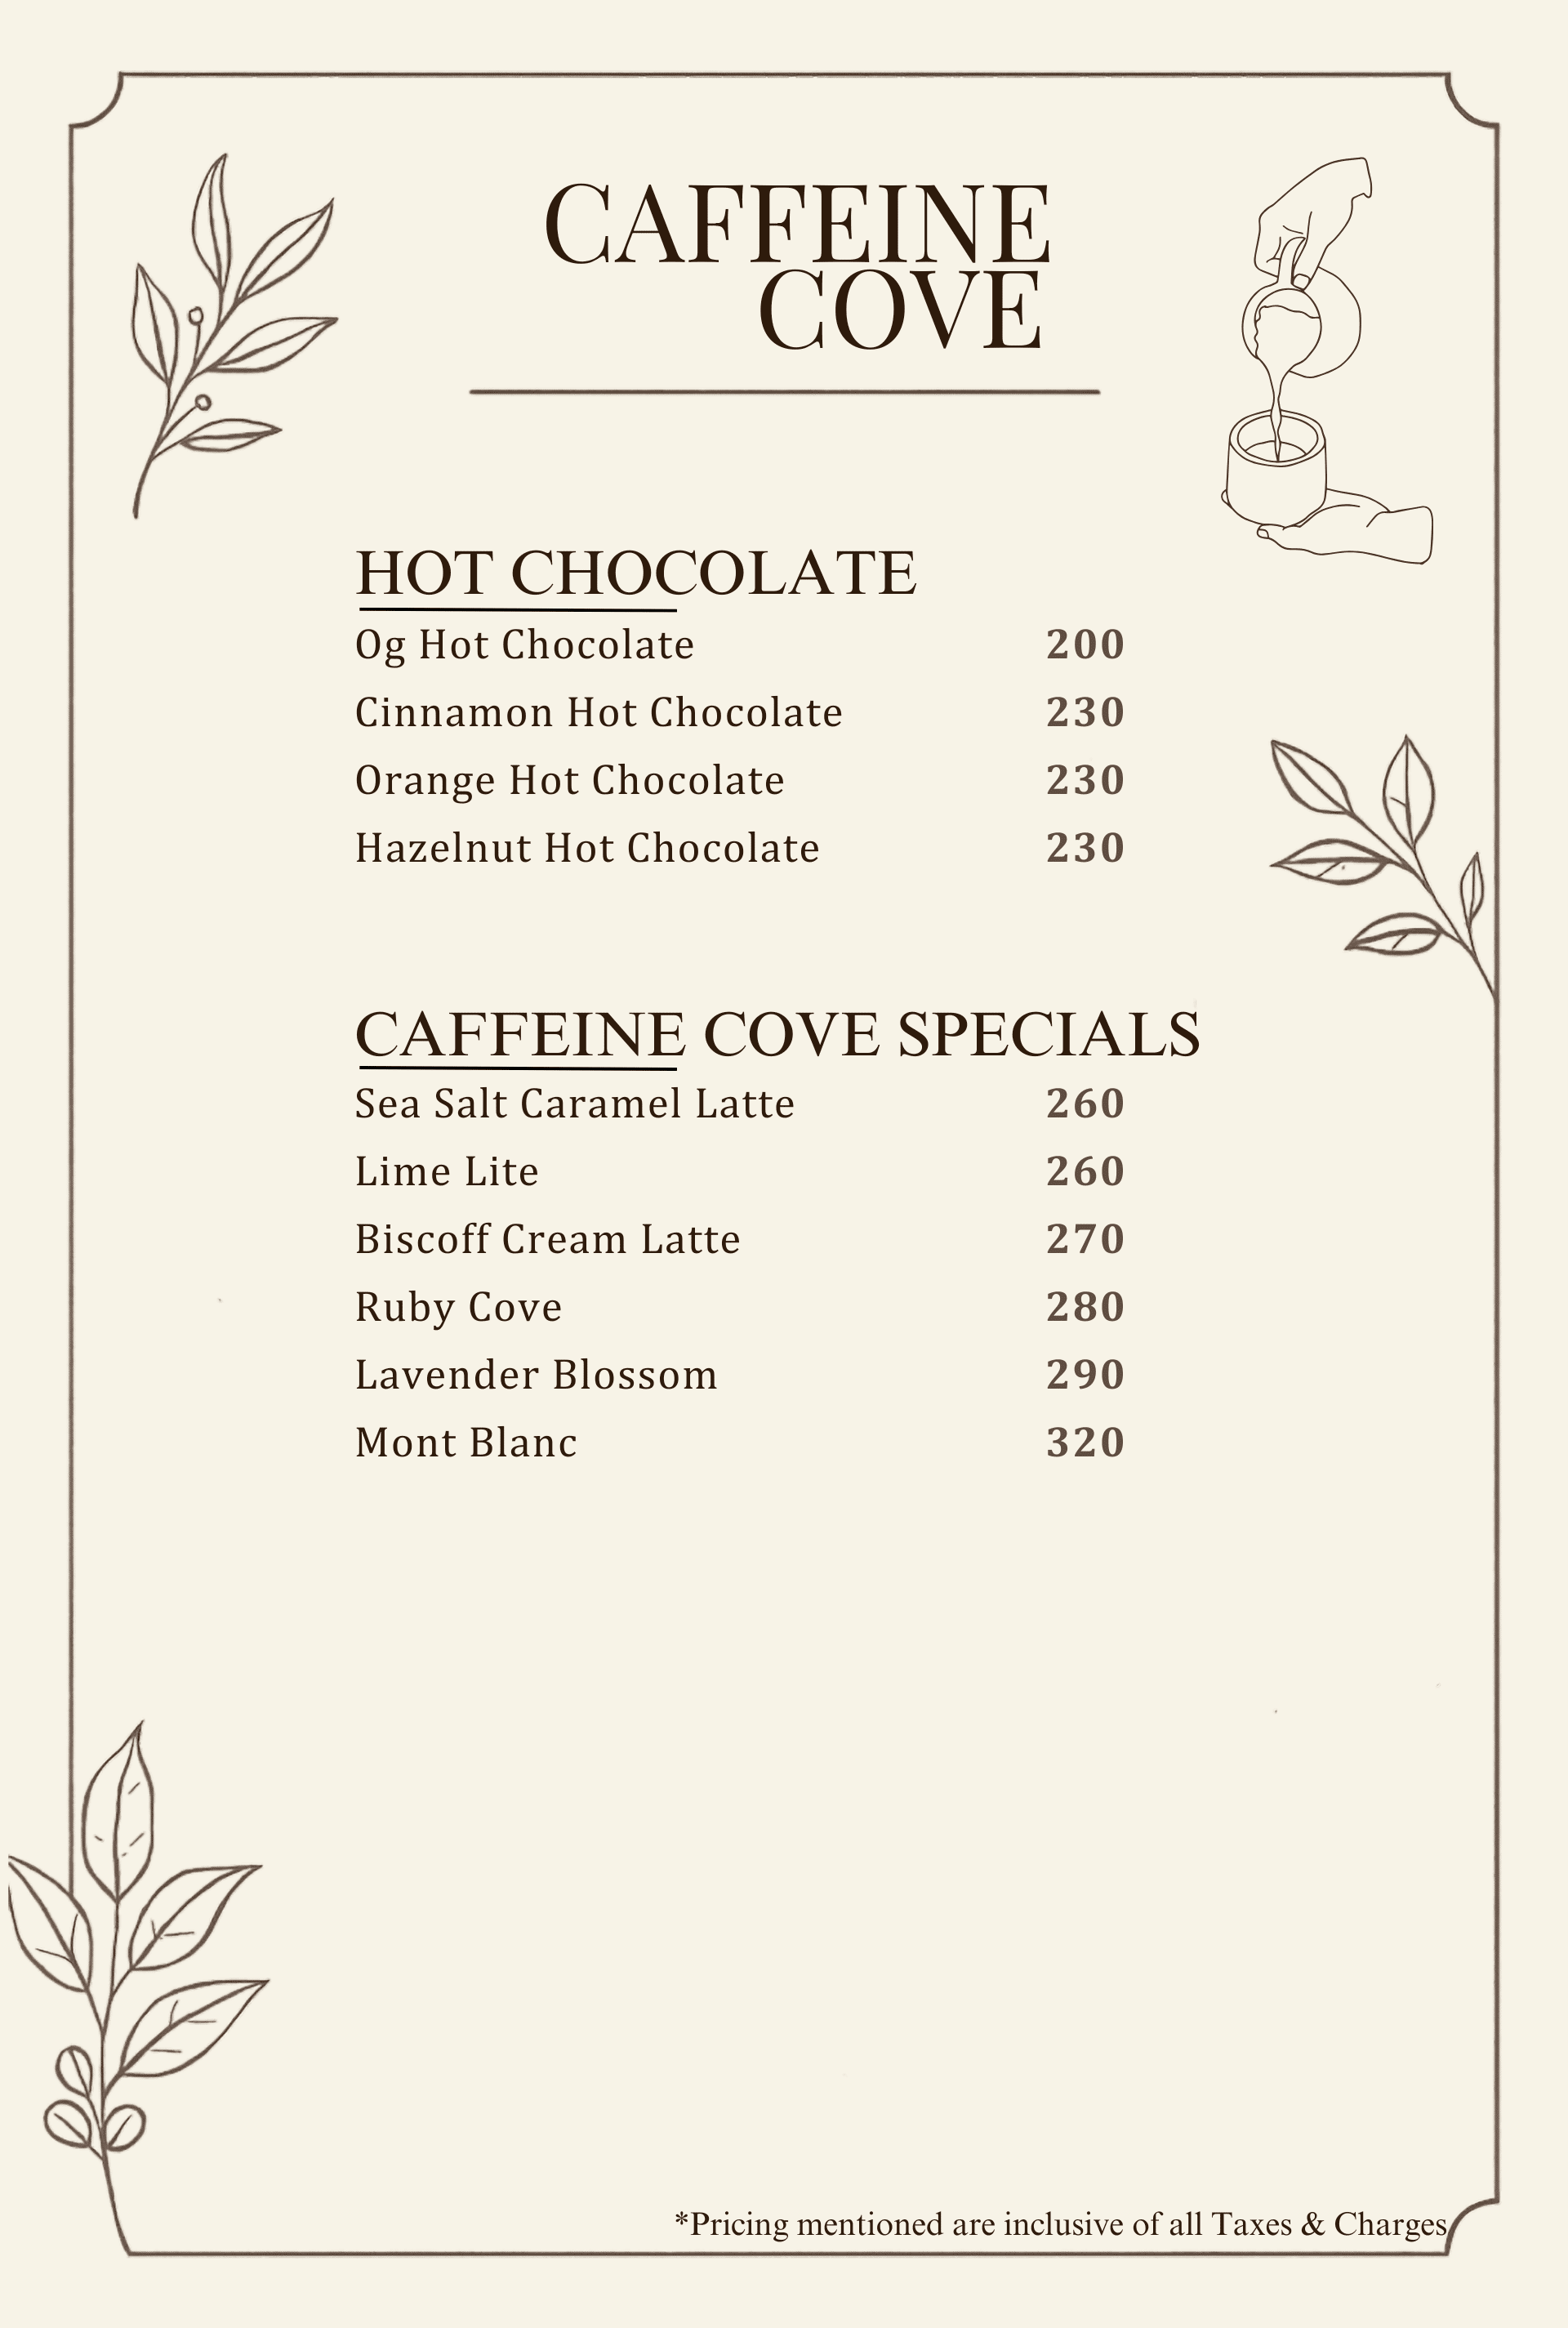 CAFFEINE
COVE
HOT CHOCOLATE
Og Hot Chocolate 200
Cinnamon Hot Chocolate 230
Orange Hot Chocolate 230
Hazelnut Hot Chocolate 230
CAFFEINE COVE SPECIALS
Sea Salt Caramel Latte 260
Lime Lite 260
Biscoff Cream Latte 270
Ruby Cove 280
Lavender Blossom 290
Mont Blanc 320
*Pricing mentioned are inclusive of all Taxes & Charges